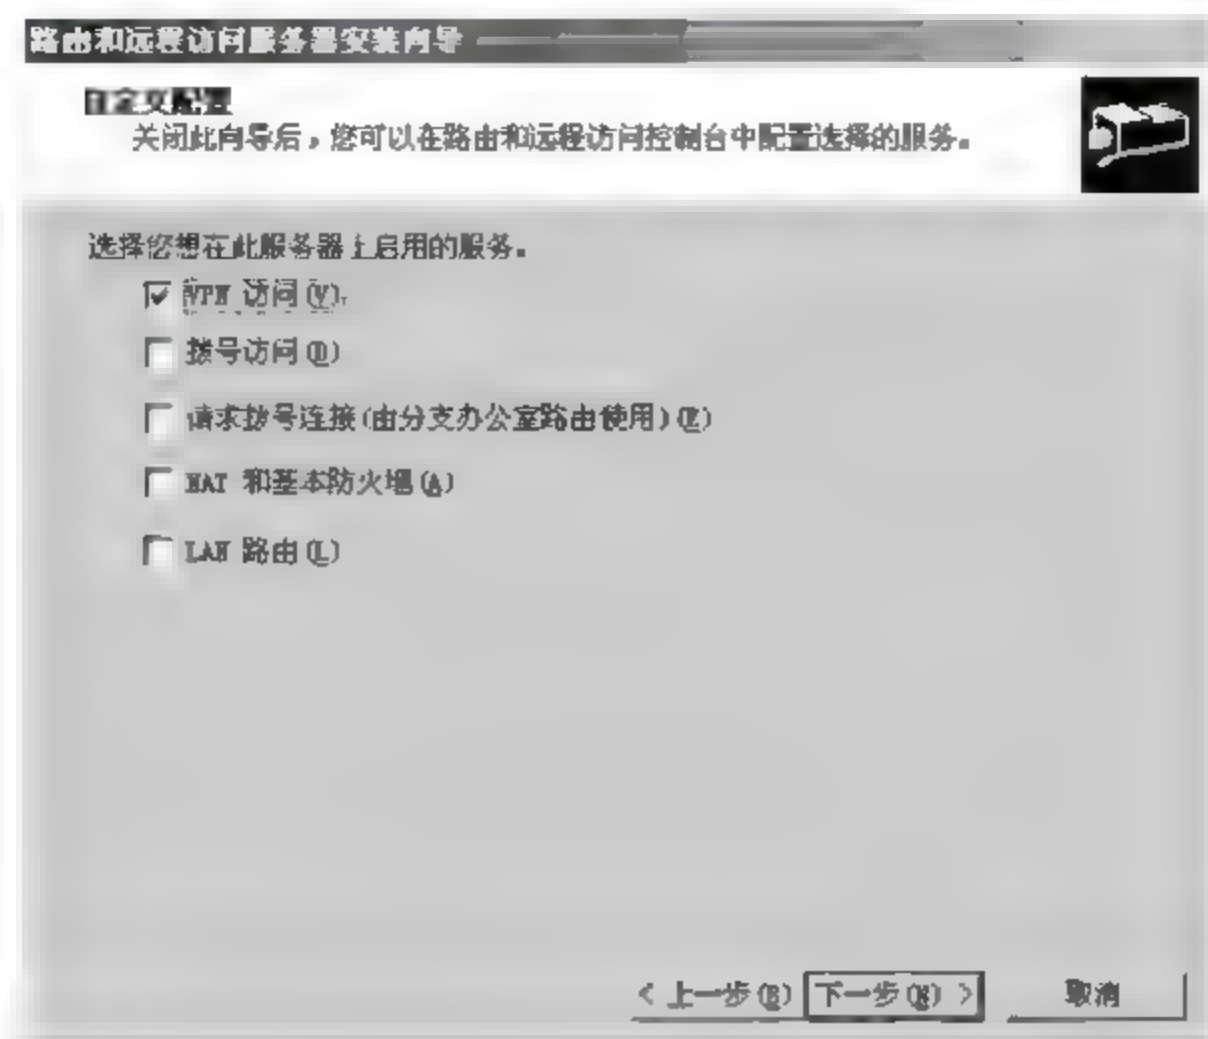 路由和远程访问服务器安装向导
自定义配置
关闭此向导后，您可以在路由和远程访问控制台中配置选择的服务。
选择您想在此服务器上启用的服务。
VPN 访问(V)
拨号访问(D)
请求拨号连接(由分支办公室路由使用)(E)
NAT 和基本防火墙(A)
LAN 路由(L)
< 上一步(B) 下一步(N) > 取消